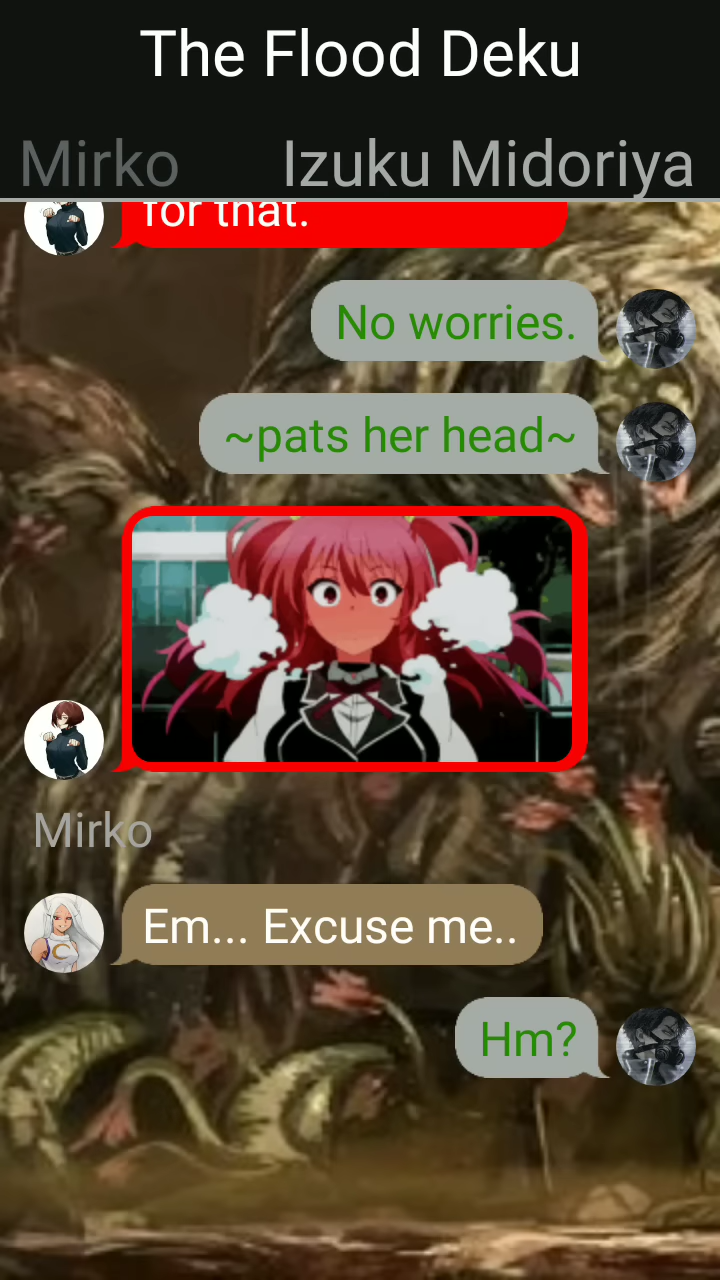 The Flood Deku
Mirko
Izuku Midoriya
for that.
No worries.
~pats her head~
Mirko
Em... Excuse me..
Hm?